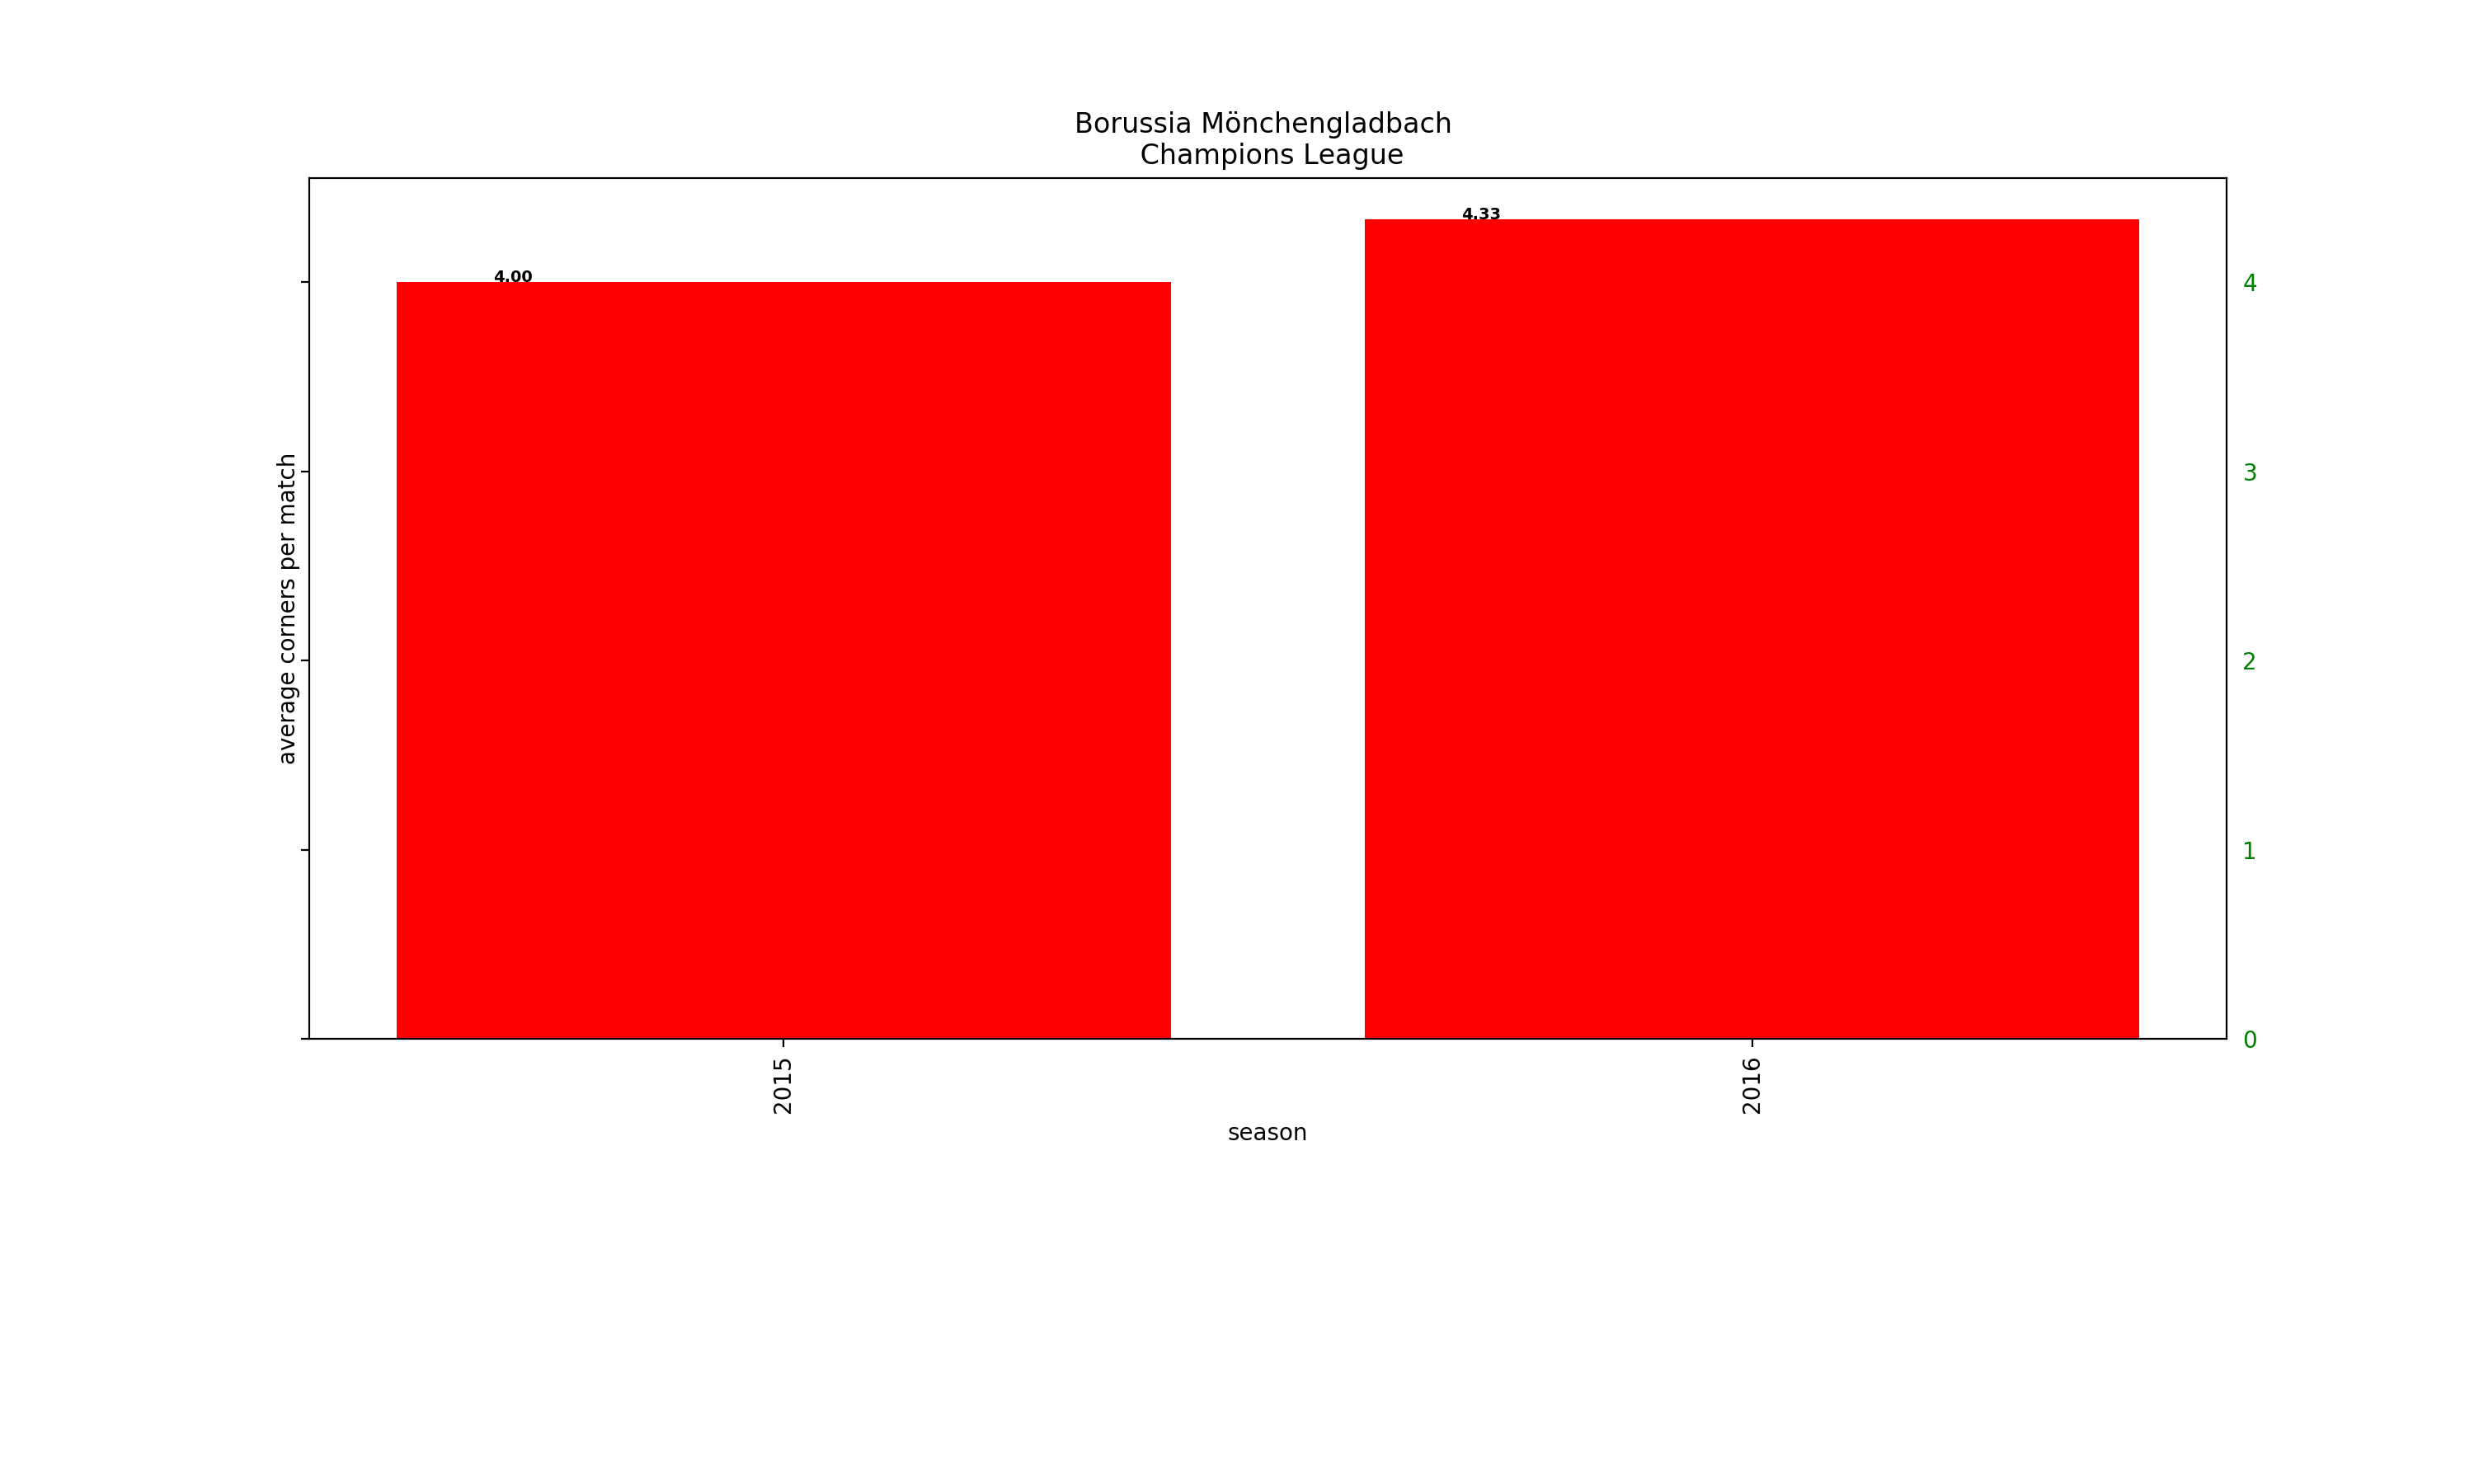 Borussia Mönchengladbach
Champions League
4.00
4.33
average corners per match
4
3
2
1
0
2015
2016
season